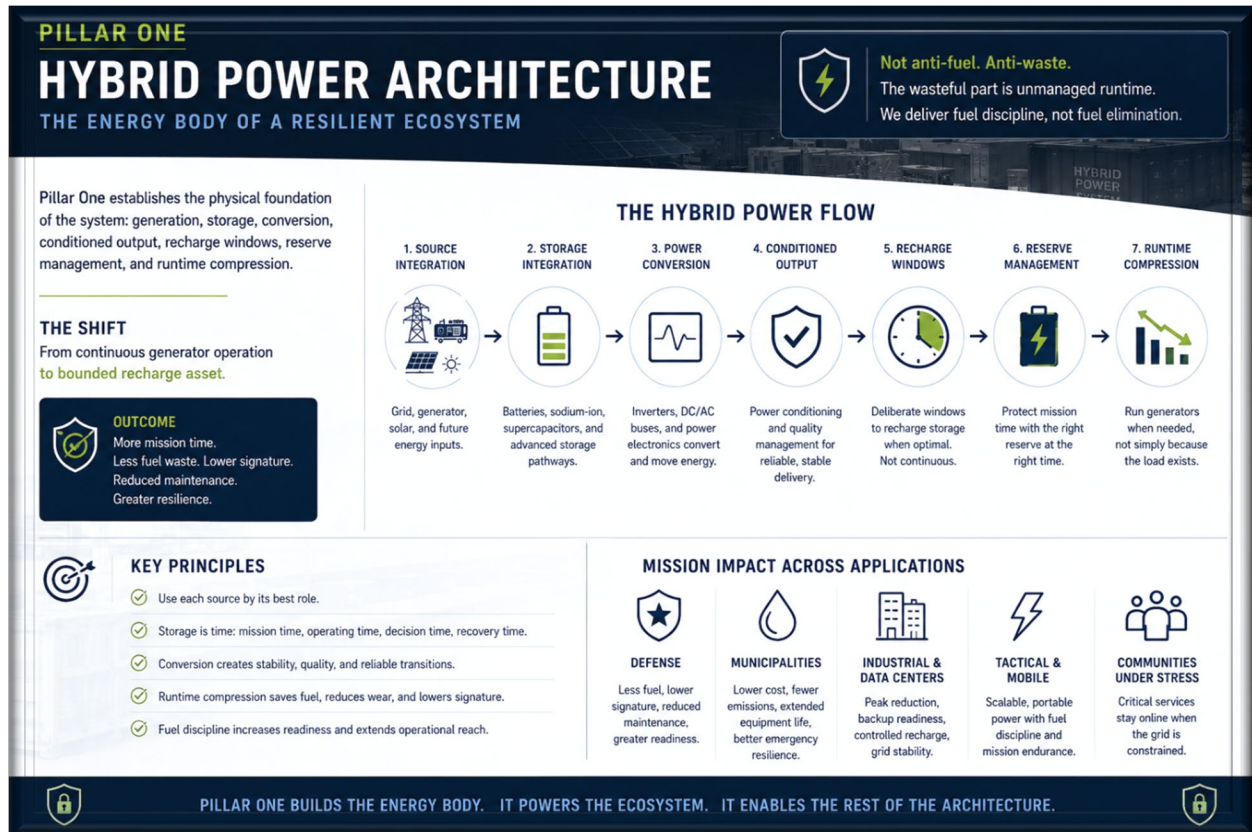 PILLAR ONE
HYBRID POWER ARCHITECTURE
THE ENERGY BODY OF A RESILIENT ECOSYSTEM
Not anti-fuel. Anti-waste.
The wasteful part is unmanaged runtime.
We deliver fuel discipline, not fuel elimination.
HYBRID
POWER
SYSTEM
Pillar One establishes the physical foundation
of the system: generation, storage, conversion,
conditioned output, recharge windows, reserve
management, and runtime compression.
THE SHIFT
From continuous generator operation
to bounded recharge asset.
OUTCOME
More mission time.
Less fuel waste. Lower signature.
Reduced maintenance.
Greater resilience.
THE HYBRID POWER FLOW
1. SOURCE
INTEGRATION
Grid, generator,
solar, and future
energy inputs.
2. STORAGE
INTEGRATION
Batteries, sodium-ion,
supercapacitors, and
advanced storage
pathways.
3. POWER
CONVERSION
Inverters, DC/AC
buses, and power
electronics convert
and move energy.
4. CONDITIONED
OUTPUT
Power conditioning
and quality
management for
reliable, stable
delivery.
5. RECHARGE
WINDOWS
Deliberate windows
to recharge storage
when optimal.
Not continuous.
6. RESERVE
MANAGEMENT
Protect mission
time with the right
reserve at the
right time.
7. RUNTIME
COMPRESSION
Run generators
when needed,
not simply because
the load exists.
KEY PRINCIPLES
Use each source by its best role.
Storage is time: mission time, operating time, decision time, recovery time.
Conversion creates stability, quality, and reliable transitions.
Runtime compression saves fuel, reduces wear, and lowers signature.
Fuel discipline increases readiness and extends operational reach.
MISSION IMPACT ACROSS APPLICATIONS
DEFENSE
Less fuel, lower
signature, reduced
maintenance,
greater readiness.
MUNICIPALITIES
Lower cost, fewer
emissions, extended
equipment life,
better emergency
resilience.
INDUSTRIAL &
DATA CENTERS
Peak reduction,
backup readiness,
controlled recharge,
grid stability.
TACTICAL &
MOBILE
Scalable, portable
power with fuel
discipline and
mission endurance.
COMMUNITIES
UNDER STRESS
Critical services
stay online when
the grid is
constrained.
PILLAR ONE BUILDS THE ENERGY BODY. IT POWERS THE ECOSYSTEM. IT ENABLES THE REST OF THE ARCHITECTURE.